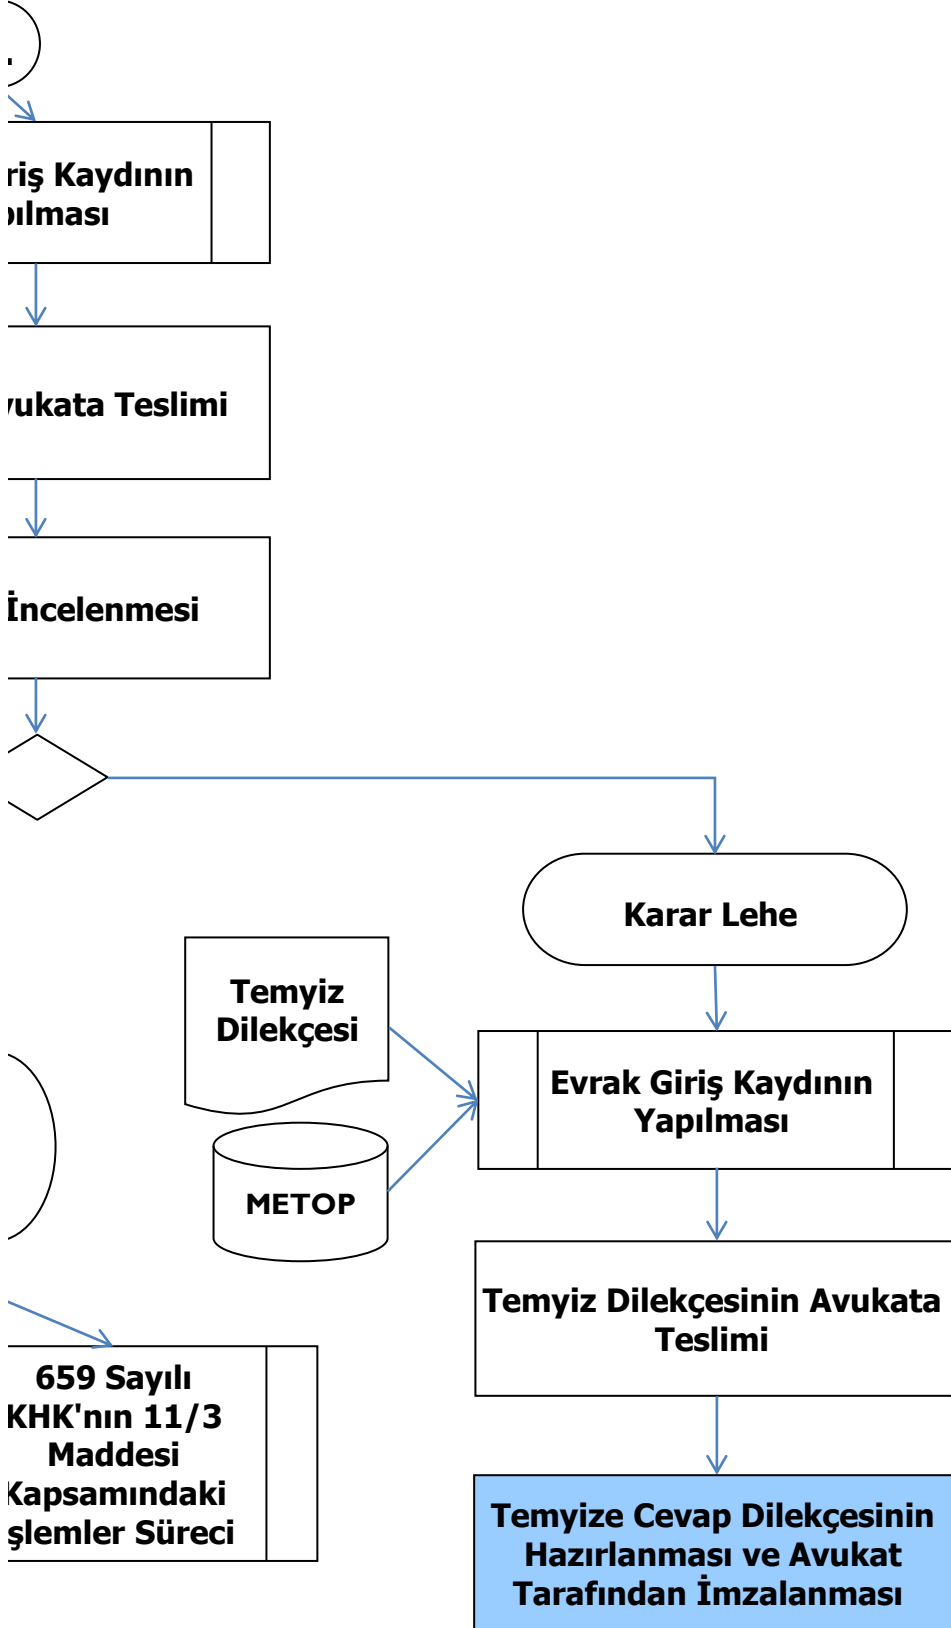 riş Kaydının
pılması
vukata Teslimi
İncelenmesi
Karar Lehe
Temyiz
Dilekçesi
Evrak Giriş Kaydının
Yapılması
METOP
Temyiz Dilekçesinin Avukata
Teslimi
659 Sayılı
KHK'nın 11/3
Maddesi
Kapsamındaki
şlemler Süreci
Temyize Cevap Dilekçesinin
Hazırlanması ve Avukat
Tarafından İmzalanması